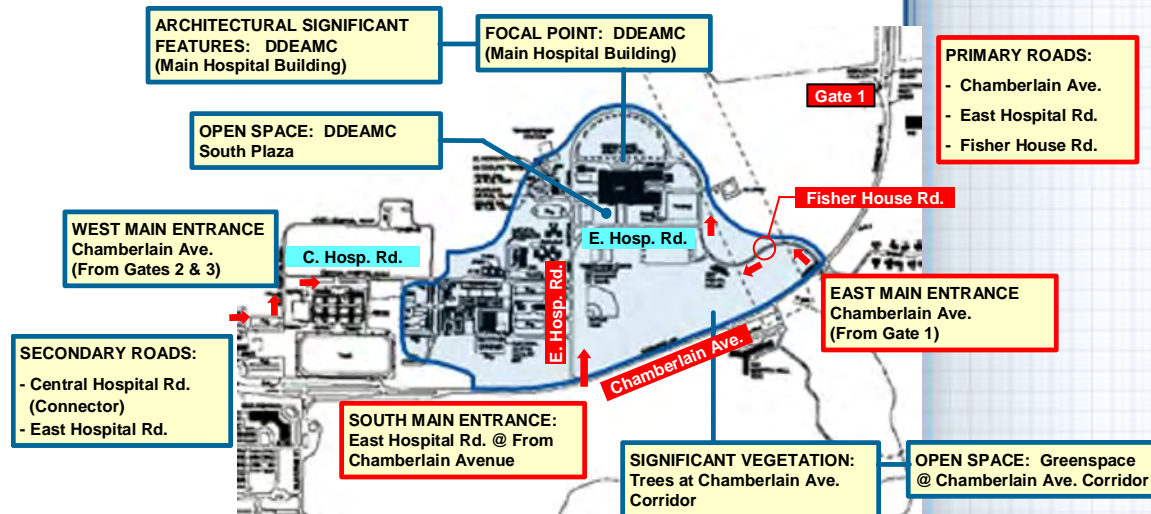 ARCHITECTURAL SIGNIFICANT
FEATURES: DDEAMC
(Main Hospital Building)
FOCAL POINT: DDEAMC
(Main Hospital Building)
PRIMARY ROADS:
- Chamberlain Ave.
- East Hospital Rd.
- Fisher House Rd.
Gate 1
OPEN SPACE: DDEAMC
South Plaza
Fisher House Rd.
WEST MAIN ENTRANCE
Chamberlain Ave.
(From Gates 2 & 3)
C. Hosp. Rd.
E. Hosp. Rd.
E. Hosp. Rd.
EAST MAIN ENTRANCE
Chamberlain Ave.
(From Gate 1)
Chamberlain Ave.
SECONDARY ROADS:
- Central Hospital Rd.
(Connector)
- East Hospital Rd.
SOUTH MAIN ENTRANCE:
East Hospital Rd. @ From
Chamberlain Avenue
SIGNIFICANT VEGETATION:
Trees at Chamberlain Ave.
Corridor
OPEN SPACE: Greenspace
@ Chamberlain Ave. Corridor